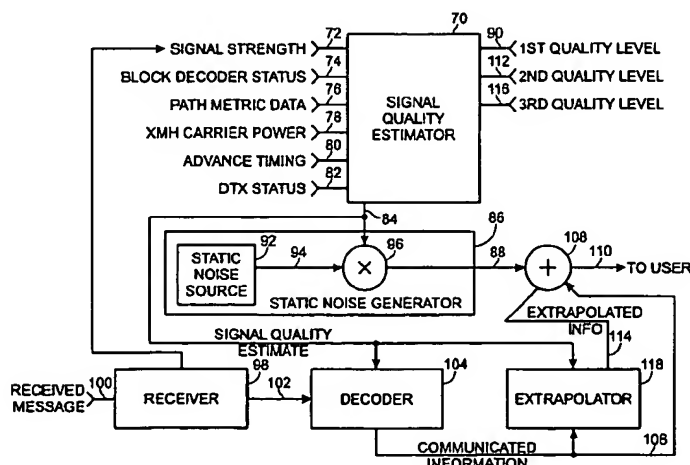 70
SIGNAL STRENGTH 72 90 1ST QUALITY LEVEL
BLOCK DECODER STATUS 74 112 2ND QUALITY LEVEL
PATH METRIC DATA 76 116 3RD QUALITY LEVEL
SIGNAL
QUALITY
ESTIMATOR
XMH CARRIER POWER 78
ADVANCE TIMING 80
DTX STATUS 82
84 86
92 94 96 88 108 110
STATIC
NOISE
SOURCE
× + TO USER
STATIC NOISE GENERATOR
EXTRAPOLATED
INFO
SIGNAL QUALITY
ESTIMATE
114
RECEIVED
MESSAGE
100 98 102 104 118
RECEIVER DECODER EXTRAPOLATOR
COMMUNICATED
INFORMATION
108